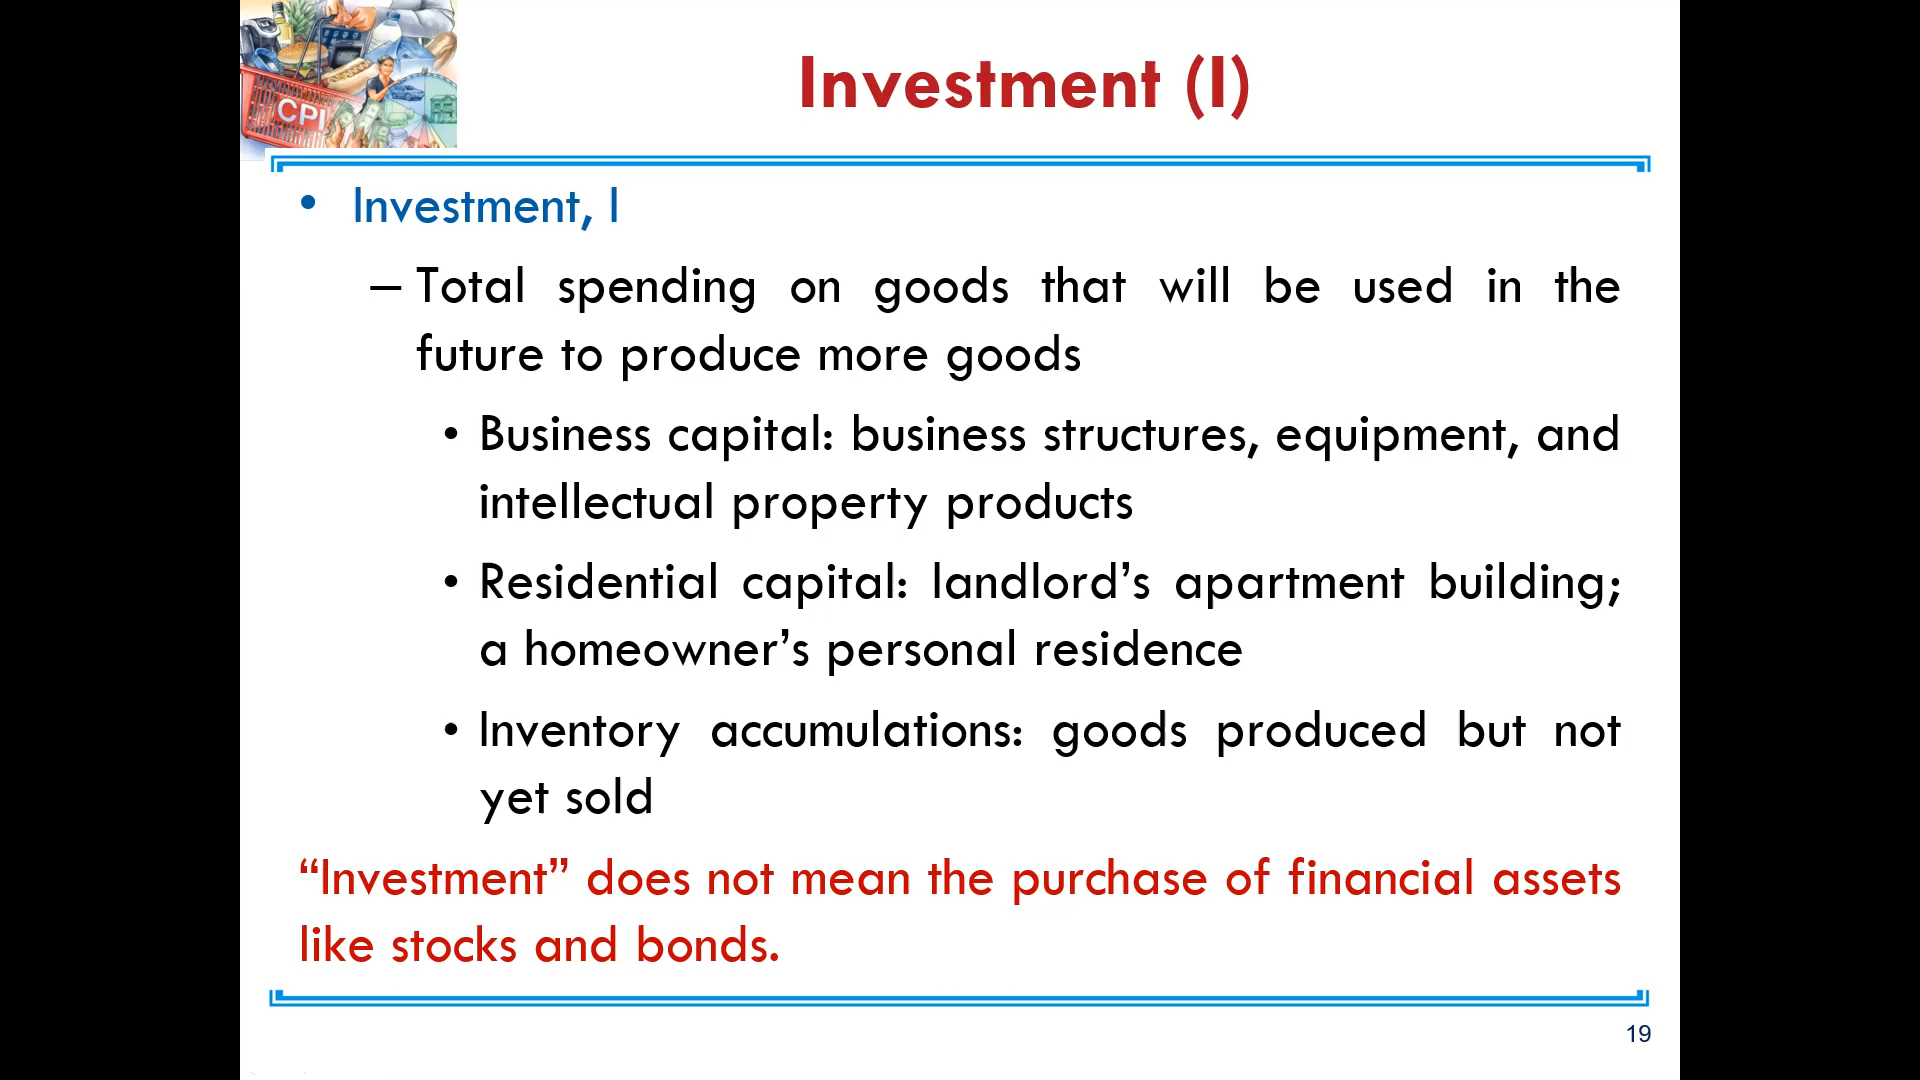 CPI
Investment (I)
• Investment, I
– Total spending on goods that will be used in the
future to produce more goods
• Business capital: business structures, equipment, and
intellectual property products
• Residential capital: landlord’s apartment building;
a homeowner’s personal residence
• Inventory accumulations: goods produced but not
yet sold
“Investment” does not mean the purchase of financial assets
like stocks and bonds.
19